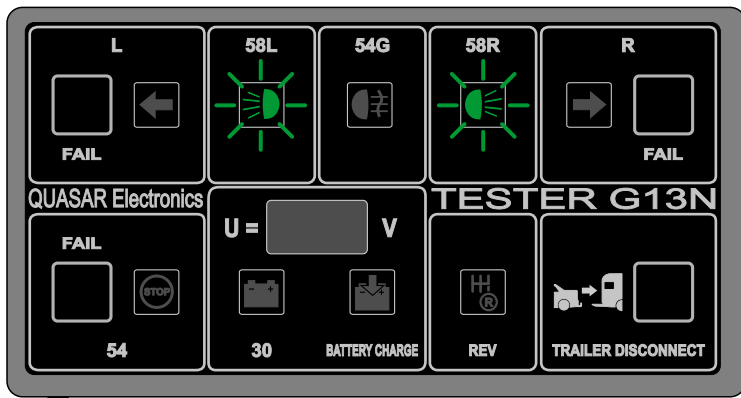 L
58L
54G
58R
R
FAIL
FAIL
QUASAR Electronics
TESTER G13N
FAIL
U =
V
STOP
- +
- +
R
54
30
BATTERY CHARGE
REV
TRAILER DISCONNECT